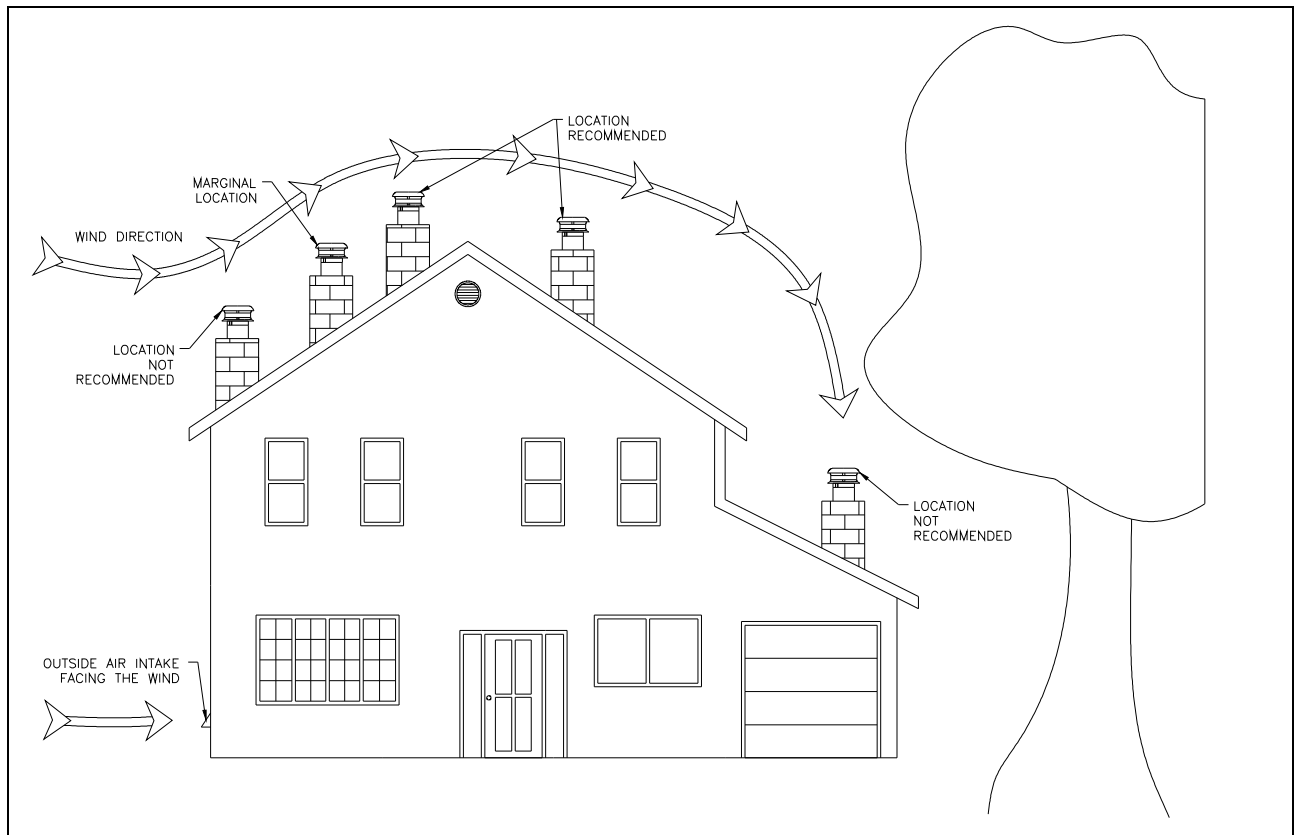 LOCATION
RECOMMENDED
MARGINAL
LOCATION
WIND DIRECTION
LOCATION
NOT
RECOMMENDED
LOCATION
NOT
RECOMMENDED
OUTSIDE AIR INTAKE
FACING THE WIND